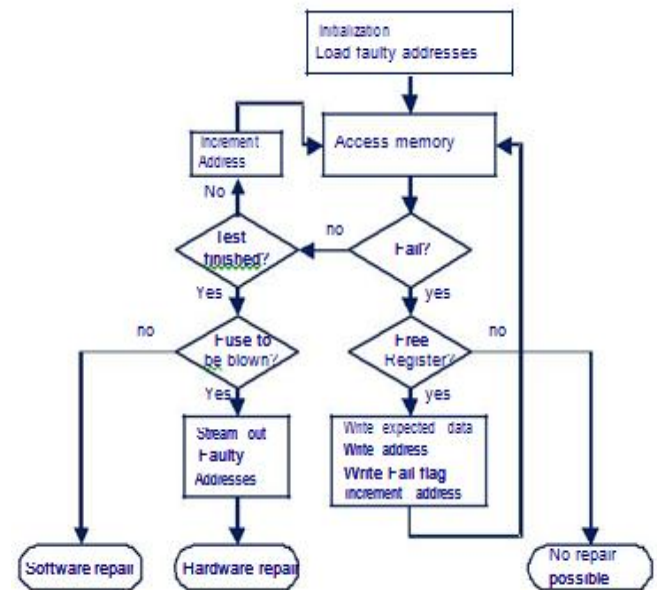 Initialization
Load faulty addresses
Increment
Address
Access memory
No
no
Test
finished?
Fail?
Yes
yes
no
Fuse to
be blown?
Free
Register?
no
Yes
yes
Stream out
Faulty
Addresses
Write expected data
Write address
Write Fail flag
increment address
Software repair
Hardware repair
No repair
possible